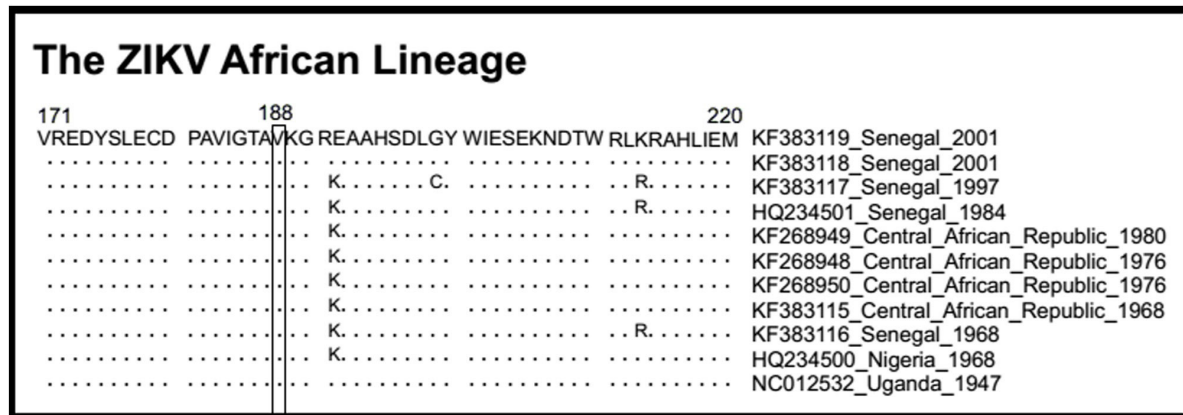 The ZIKV African Lineage
171 188 220
VREDYSLECD PAVIGTAVKG REAAHSDLGY WIESEKNDTW RLKRAHLIEM KF383119_Senegal_2001
.......... .......... .......... .......... .......... KF383118_Senegal_2001
.......... .......... K.......C. .......... ..R....... KF383117_Senegal_1997
.......... .......... K......... .......... ..R....... HQ234501_Senegal_1984
.......... .......... K......... .......... .......... KF268949_Central_African_Republic_1980
.......... .......... K......... .......... .......... KF268948_Central_African_Republic_1976
.......... .......... K......... .......... .......... KF268950_Central_African_Republic_1976
.......... .......... .......... .......... .......... KF383115_Central_African_Republic_1968
.......... .......... K......... .......... ..R....... KF383116_Senegal_1968
.......... .......... K......... .......... .......... HQ234500_Nigeria_1968
.......... .......... .......... .......... .......... NC012532_Uganda_1947